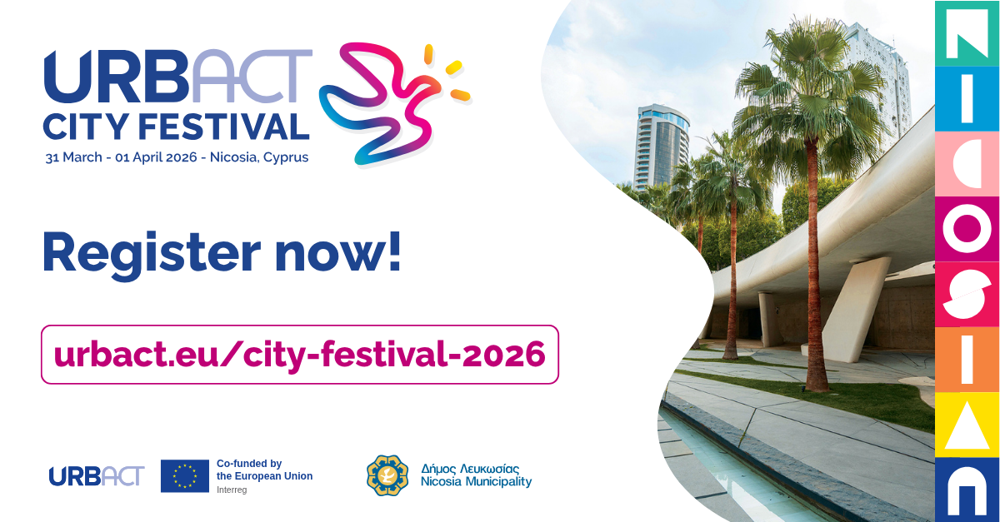 URBACT
CITY FESTIVAL
31 March - 01 April 2026 - Nicosia, Cyprus
Register now!
urbact.eu/city-festival-2026
URBACT
Co-funded by
the European Union
Interreg
Δήμος Λευκωσίας
Nicosia Municipality
N
I
C
O
S
I
A
N